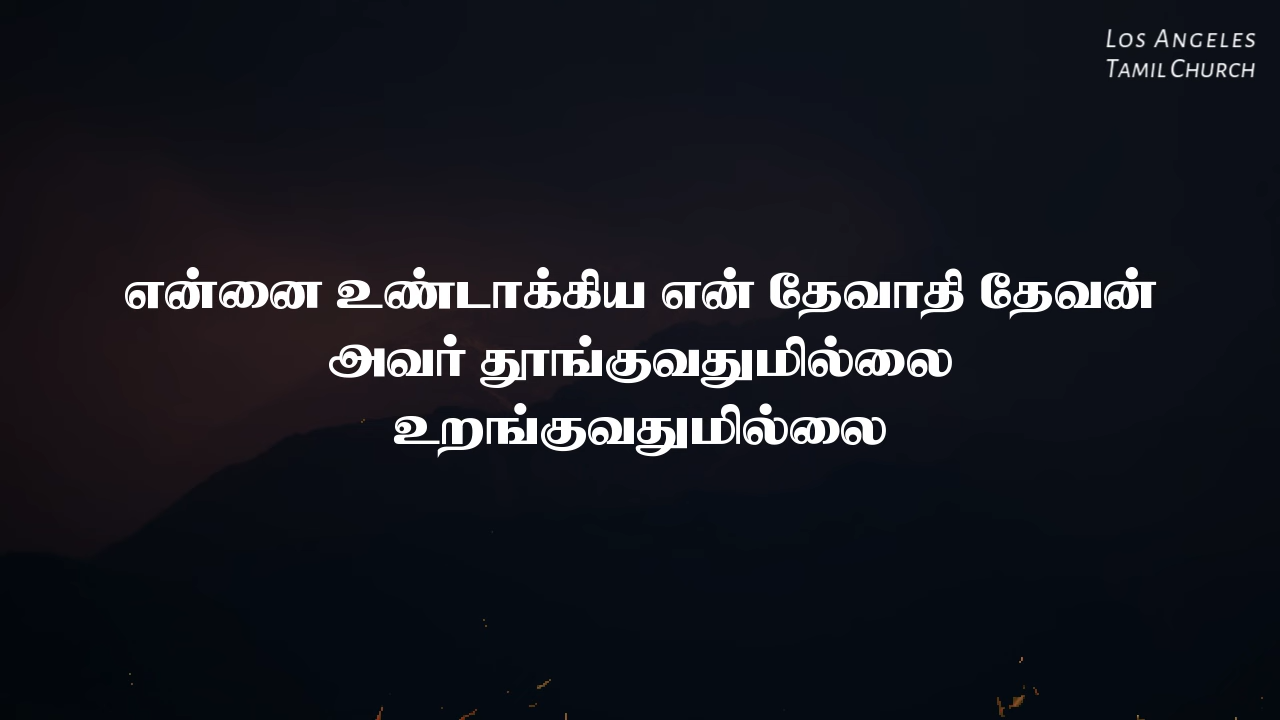 Los Angeles
Tamil Church
என்னை உண்டாக்கிய என் தேவாதி தேவன்
அவர் தூங்குவதுமில்லை
உறங்குவதுமில்லை